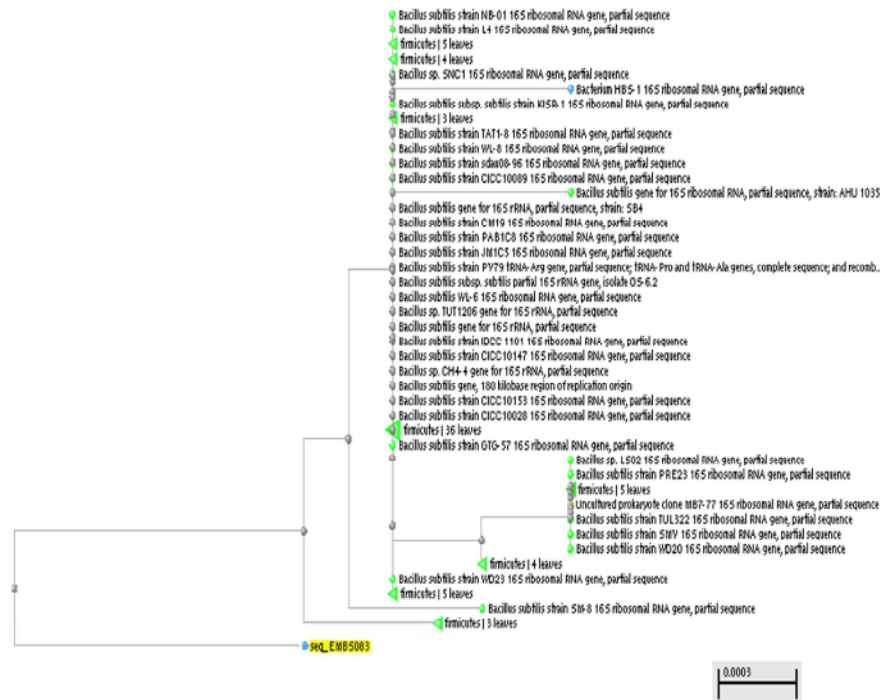 Bacillus subtilis strain NB-01 16S ribosomal RNA gene, partial sequence
Bacillus subtilis strain L4 16S ribosomal RNA gene, partial sequence
firmicutes | 5 leaves
firmicutes | 4 leaves
Bacillus sp. SNC1 16S ribosomal RNA gene, partial sequence
Bacterium HBS-1 16S ribosomal RNA gene, partial sequence
Bacillus subtilis subsp. subtilis strain KISR-1 16S ribosomal RNA gene, partial sequence
firmicutes | 3 leaves
Bacillus subtilis strain TAT1-8 16S ribosomal RNA gene, partial sequence
Bacillus subtilis strain WL-8 16S ribosomal RNA gene, partial sequence
Bacillus subtilis strain sdau08-96 16S ribosomal RNA gene, partial sequence
Bacillus subtilis strain CICC10089 16S ribosomal RNA gene, partial sequence
Bacillus subtilis gene for 16S ribosomal RNA, partial sequence, strain: AHU 1035
Bacillus subtilis gene for 16S rRNA, partial sequence, strain: SB4
Bacillus subtilis strain CM19 16S ribosomal RNA gene, partial sequence
Bacillus subtilis strain PAB1C8 16S ribosomal RNA gene, partial sequence
Bacillus subtilis strain JM1C5 16S ribosomal RNA gene, partial sequence
Bacillus subtilis strain PY79 tRNA-Arg gene, partial sequence; tRNA-Pro and tRNA-Ala genes, complete sequence; and recomb...
Bacillus subtilis subsp. subtilis partial 16S rRNA gene, isolate OS-6.2
Bacillus subtilis WL-6 16S ribosomal RNA gene, partial sequence
Bacillus sp. TUT1206 gene for 16S rRNA, partial sequence
Bacillus subtilis gene for 16S rRNA, partial sequence
Bacillus subtilis strain IDCC 1101 16S ribosomal RNA gene, partial sequence
Bacillus subtilis strain CICC10147 16S ribosomal RNA gene, partial sequence
Bacillus sp. CH4-4 gene for 16S rRNA, partial sequence
Bacillus subtilis gene, 180 kilobase region of replication origin
Bacillus subtilis strain CICC10153 16S ribosomal RNA gene, partial sequence
Bacillus subtilis strain CICC10028 16S ribosomal RNA gene, partial sequence
firmicutes | 36 leaves
Bacillus subtilis strain GTG-57 16S ribosomal RNA gene, partial sequence
Bacillus sp. LS02 16S ribosomal RNA gene, partial sequence
Bacillus subtilis strain PRE23 16S ribosomal RNA gene, partial sequence
firmicutes | 5 leaves
Uncultured prokaryote clone MB7-77 16S ribosomal RNA gene, partial sequence
Bacillus subtilis strain TUL322 16S ribosomal RNA gene, partial sequence
Bacillus subtilis strain SMV 16S ribosomal RNA gene, partial sequence
Bacillus subtilis strain WD20 16S ribosomal RNA gene, partial sequence
firmicutes | 4 leaves
Bacillus subtilis strain WD23 16S ribosomal RNA gene, partial sequence
firmicutes | 5 leaves
Bacillus subtilis strain SM-8 16S ribosomal RNA gene, partial sequence
firmicutes | 3 leaves
seq_EMBS083
0.0003